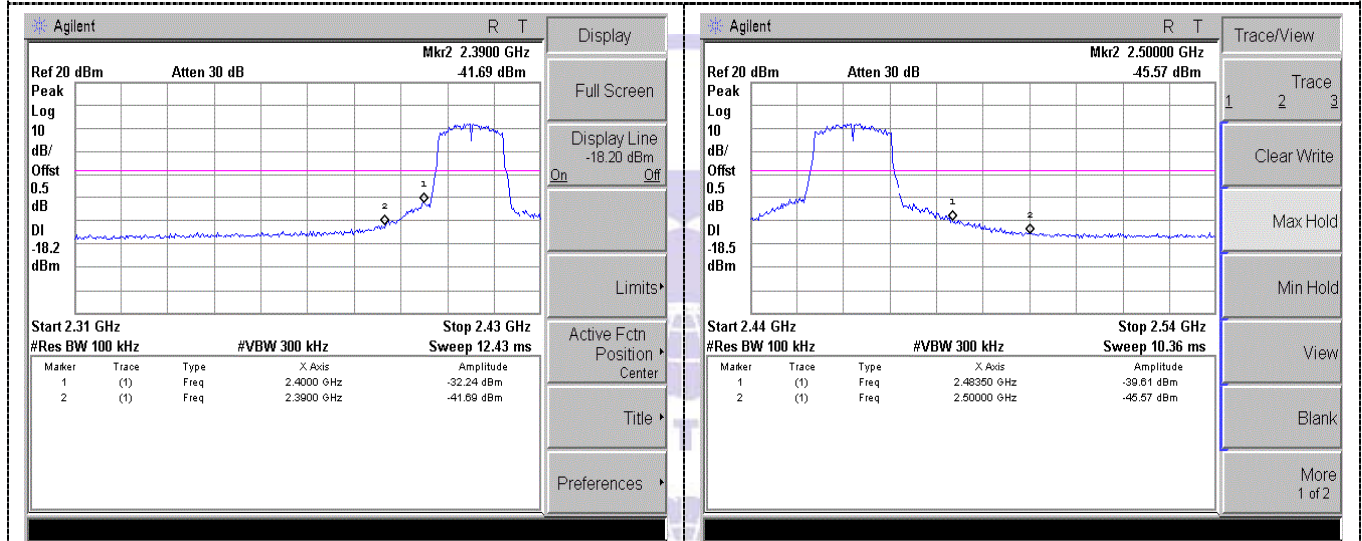 Agilent R T
Display
Mkr2 2.3900 GHz
Ref 20 dBm Atten 30 dB -41.69 dBm
Peak
Log
10
dB/
Offst
0.5
dB
DI
-18.2
dBm
1
2
Start 2.31 GHz Stop 2.43 GHz
#Res BW 100 kHz #VBW 300 kHz Sweep 12.43 ms
Marker Trace Type X Axis Amplitude
1 (1) Freq 2.4000 GHz -32.24 dBm
2 (1) Freq 2.3900 GHz -41.69 dBm
Full Screen
Display Line
-18.20 dBm
On Off
Limits
Active Fctn
Position
Center
Title
Preferences
Agilent R T
Trace/View
Mkr2 2.50000 GHz
Ref 20 dBm Atten 30 dB -45.57 dBm
Peak
Log
10
dB/
Offst
0.5
dB
DI
-18.5
dBm
1
2
Start 2.44 GHz Stop 2.54 GHz
#Res BW 100 kHz #VBW 300 kHz Sweep 10.36 ms
Marker Trace Type X Axis Amplitude
1 (1) Freq 2.48350 GHz -39.61 dBm
2 (1) Freq 2.50000 GHz -45.57 dBm
Trace
1 2 3
Clear Write
Max Hold
Min Hold
View
Blank
More
1 of 2